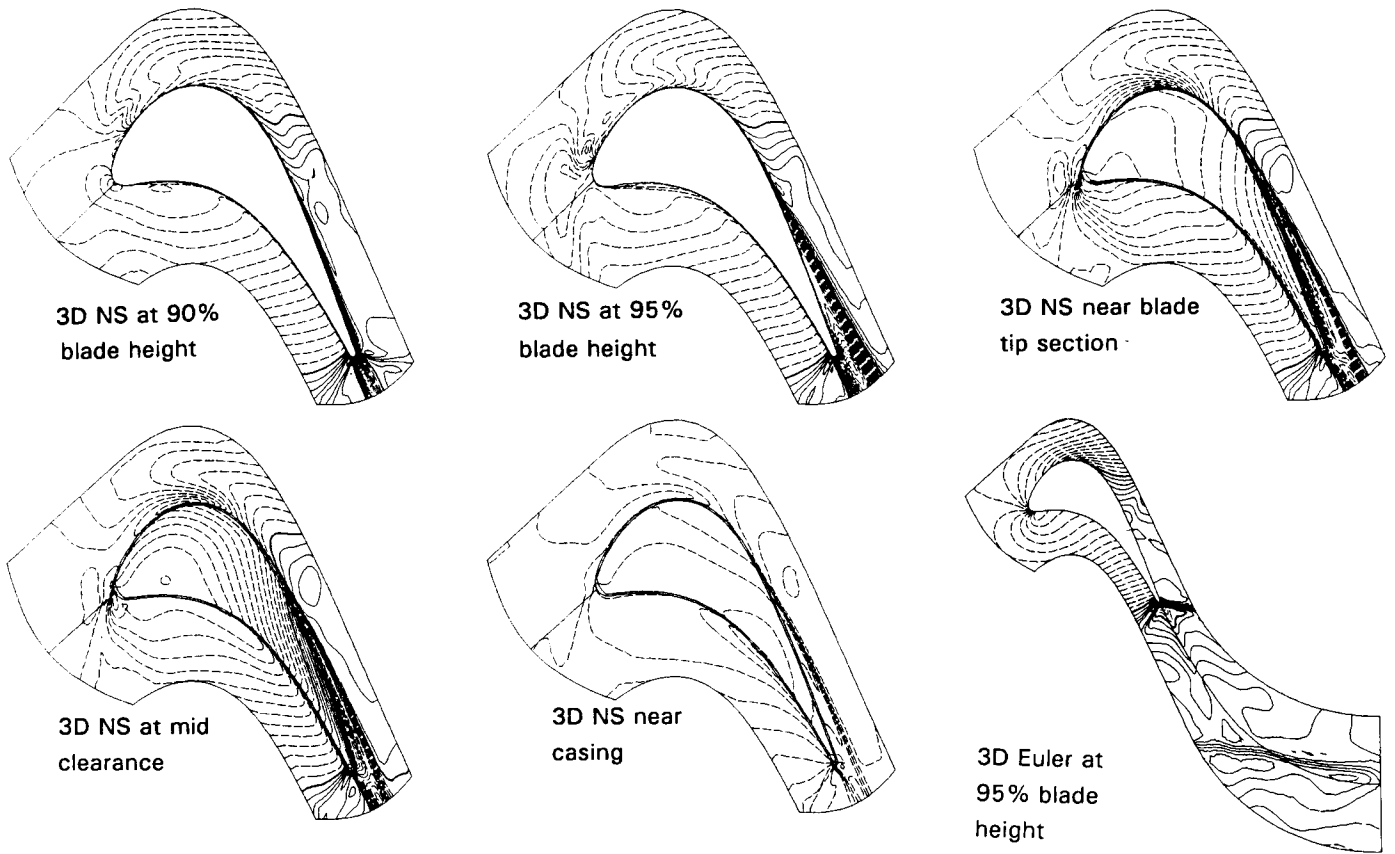 3D NS at 90%
blade height
3D NS at 95%
blade height
3D NS near blade
tip section
3D NS at mid
clearance
3D NS near
casing
3D Euler at
95% blade
height